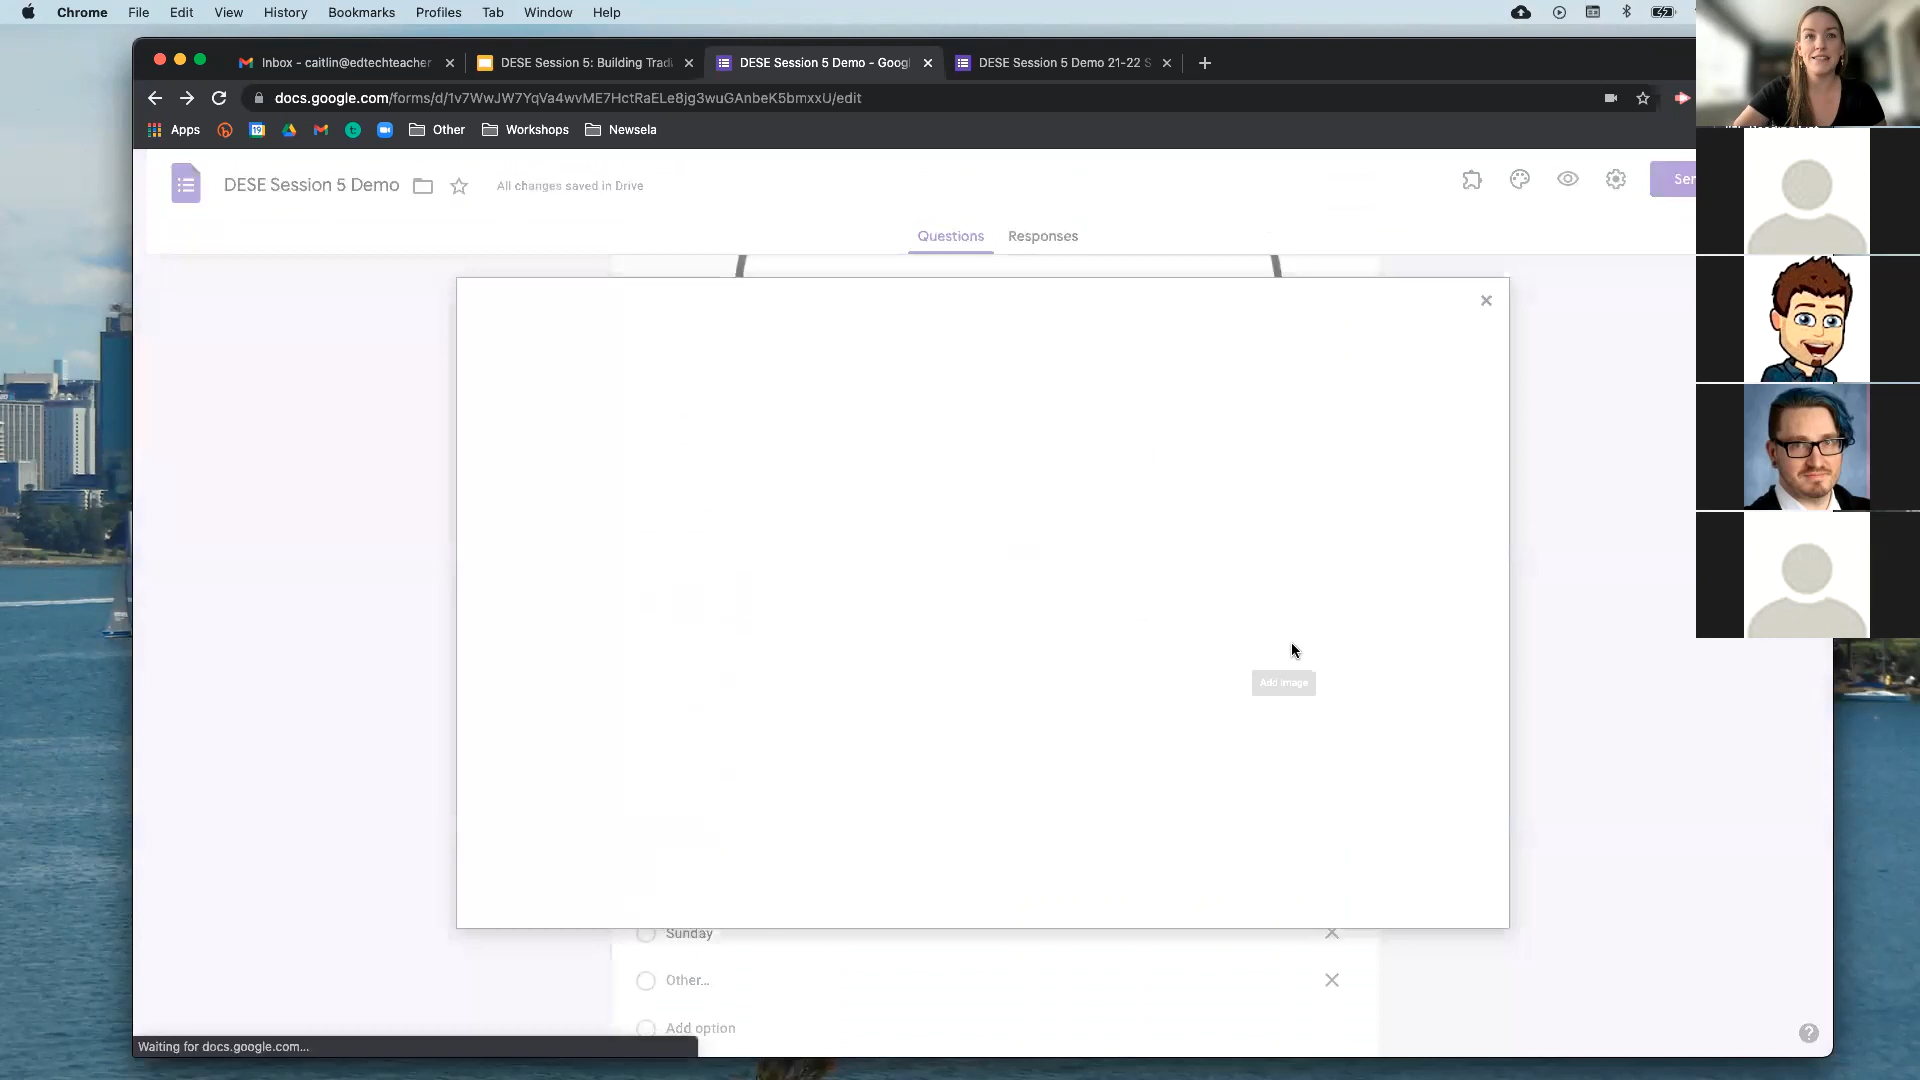 Chrome File Edit View History Bookmarks Profiles Tab Window Help
Inbox - caitlin@edtechteacher
DESE Session 5: Building Tradi
DESE Session 5 Demo - Googl
DESE Session 5 Demo 21-22 S
docs.google.com/forms/d/1v7WwJW7YqVa4wvME7HctRaELe8jg3wuGAnbeK5bmxxU/edit
Apps
19
Other Workshops Newsela
DESE Session 5 Demo
All changes saved in Drive
Sen
Questions Responses
Add image
Sunday
Other...
Add option
Waiting for docs.google.com...